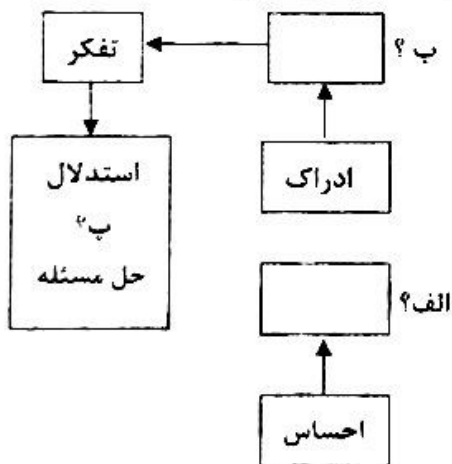 ب ؟
تفکر
ادراک
استدلال
پ؟
حل مسئله
الف؟
احساس